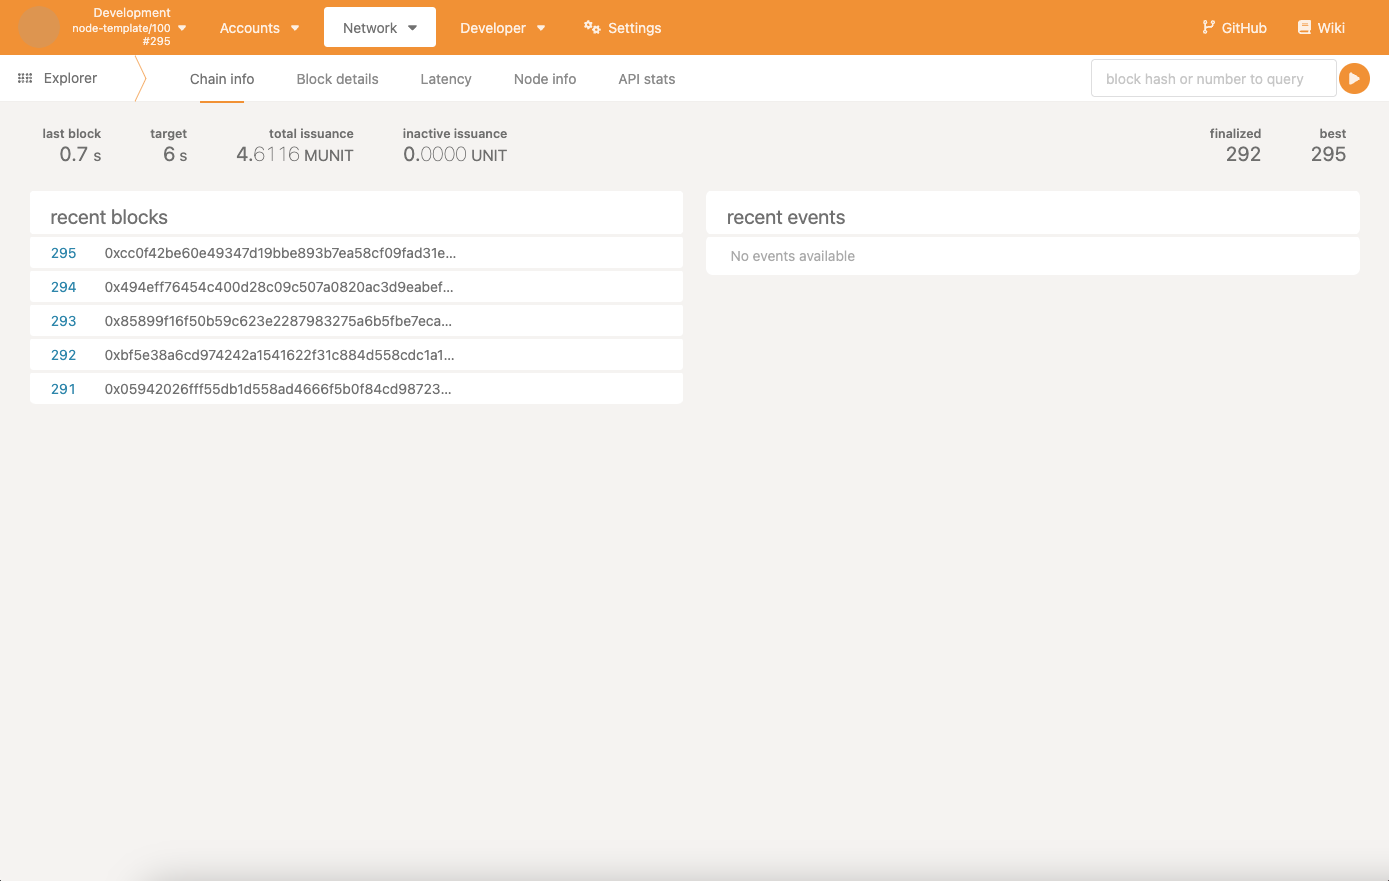 Development
node-template/100
#295
Accounts
Network
Developer
Settings
GitHub
Wiki
Explorer
Chain info
Block details
Latency
Node info
API stats
block hash or number to query
last block
0.7 s
target
6 s
total issuance
4.6116 MUNIT
inactive issuance
0.0000 UNIT
finalized
292
best
295
recent blocks
295 0xcc0f42be60e49347d19bbe893b7ea58cf09fad31e...
294 0x494eff76454c400d28c09c507a0820ac3d9eabef...
293 0x85899f16f50b59c623e2287983275a6b5fbe7eca...
292 0xbf5e38a6cd974242a1541622f31c884d558cdc1a1...
291 0x05942026fff55db1d558ad4666f5b0f84cd98723...
recent events
No events available